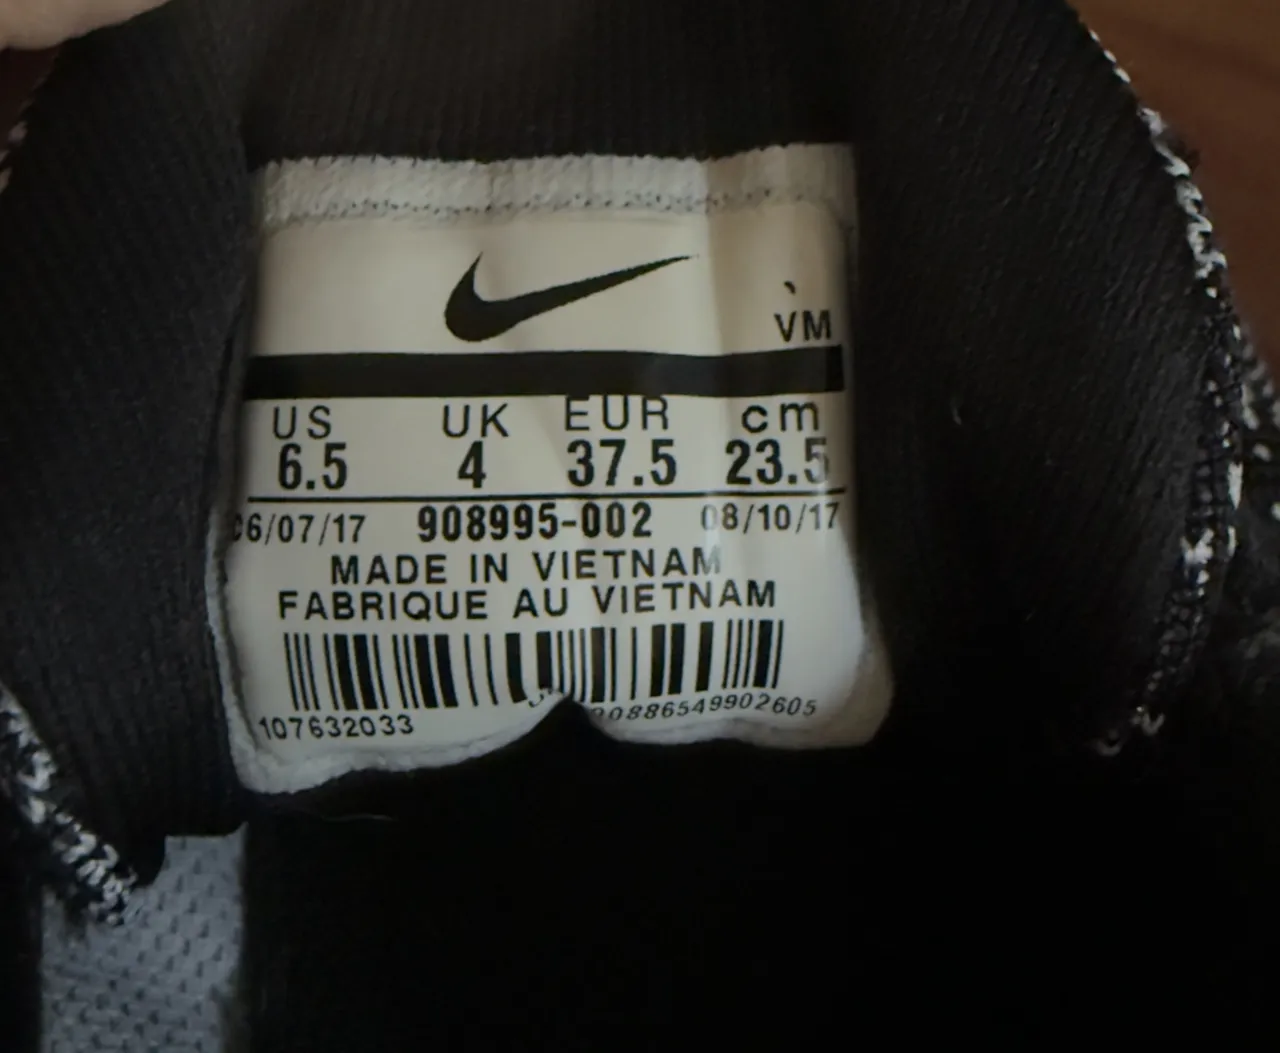 VM
US UK EUR cm
6.5 4 37.5 23.5
06/07/17 908995-002 08/10/17
MADE IN VIETNAM
FABRIQUE AU VIETNAM
107632033 00886549902605